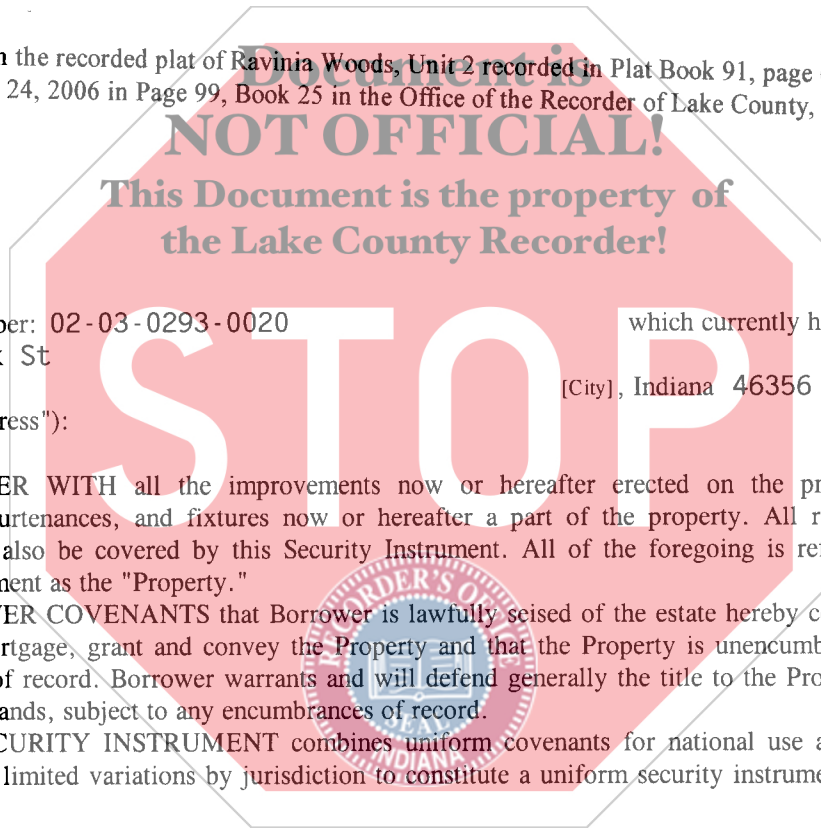 the recorded plat of Ravinia Woods, Unit 2 recorded in Plat Book 91, page
24, 2006 in Page 99, Book 25 in the Office of the Recorder of Lake County,
Document is
NOT OFFICIAL!
This Document is the property of
the Lake County Recorder!
ber: 02-03-0293-0020 which currently h
St
[City], Indiana 46356
ress"):
STOP
ER WITH all the improvements now or hereafter erected on the pr
urtenances, and fixtures now or hereafter a part of the property. All r
also be covered by this Security Instrument. All of the foregoing is ref
ment as the "Property."
ER COVENANTS that Borrower is lawfully seised of the estate hereby c
rtgage, grant and convey the Property and that the Property is unencumb
of record. Borrower warrants and will defend generally the title to the Pro
ands, subject to any encumbrances of record.
CURITY INSTRUMENT combines uniform covenants for national use a
limited variations by jurisdiction to constitute a uniform security instrume
RECORDER'S OFFICE
SEAL
INDIANA